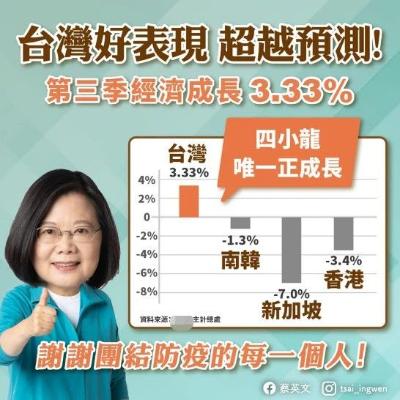 台灣好表現 超越預測!
第三季經濟成長 3.33%
四小龍
唯一正成長
台灣
3.33%
4%
2%
0
-2%
-4%
-6%
-8%
-1.3%
南韓
-7.0%
新加坡
-3.4%
香港
資料來源: 主計總處
謝謝團結防疫的每一個人!
蔡英文 tsai_ingwen